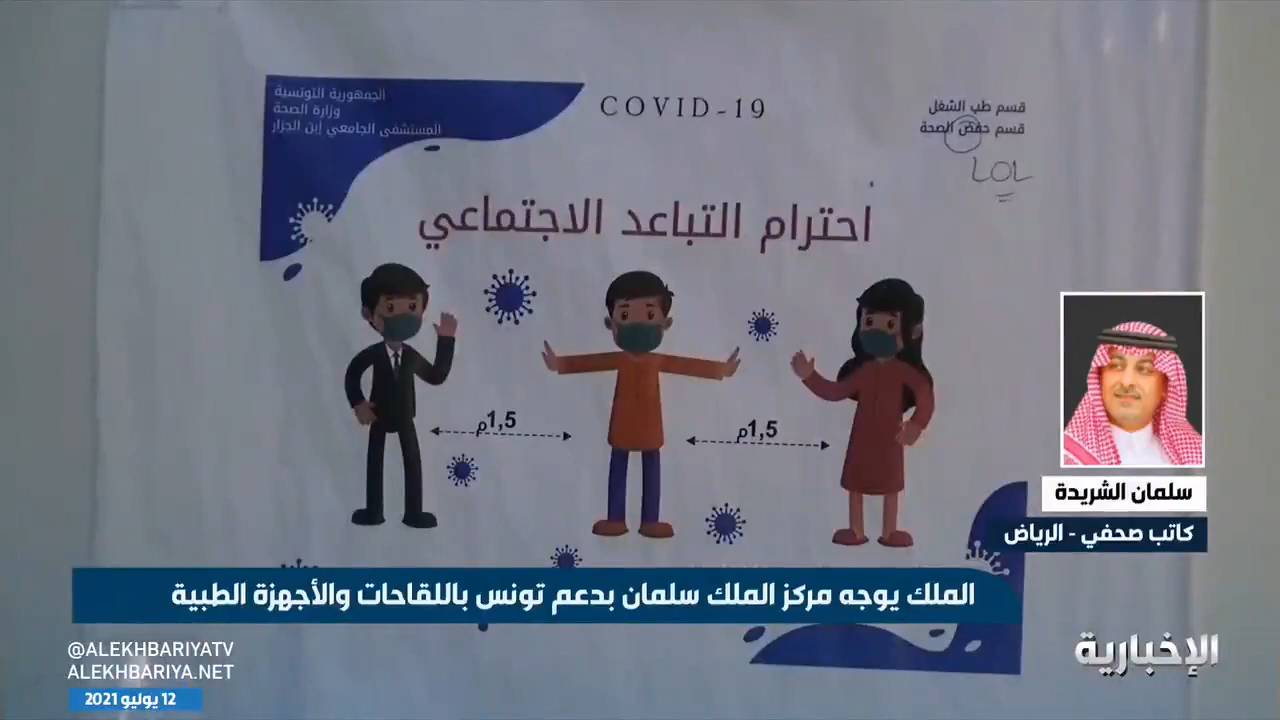 الجمهورية التونسية
وزارة الصحة
المستشفى الجامعي إبن الجزار
COVID-19
قسم طب الشغل
قسم حفض الصحة
LOL
احترام التباعد الاجتماعي
1,5م
1,5م
سلمان الشريدة
كاتب صحفي - الرياض
الملك يوجه مركز الملك سلمان بدعم تونس باللقاحات والأجهزة الطبية
@ALEKHBARIYATV
ALEKHBARIYA.NET
12 يوليو 2021
الإخبارية